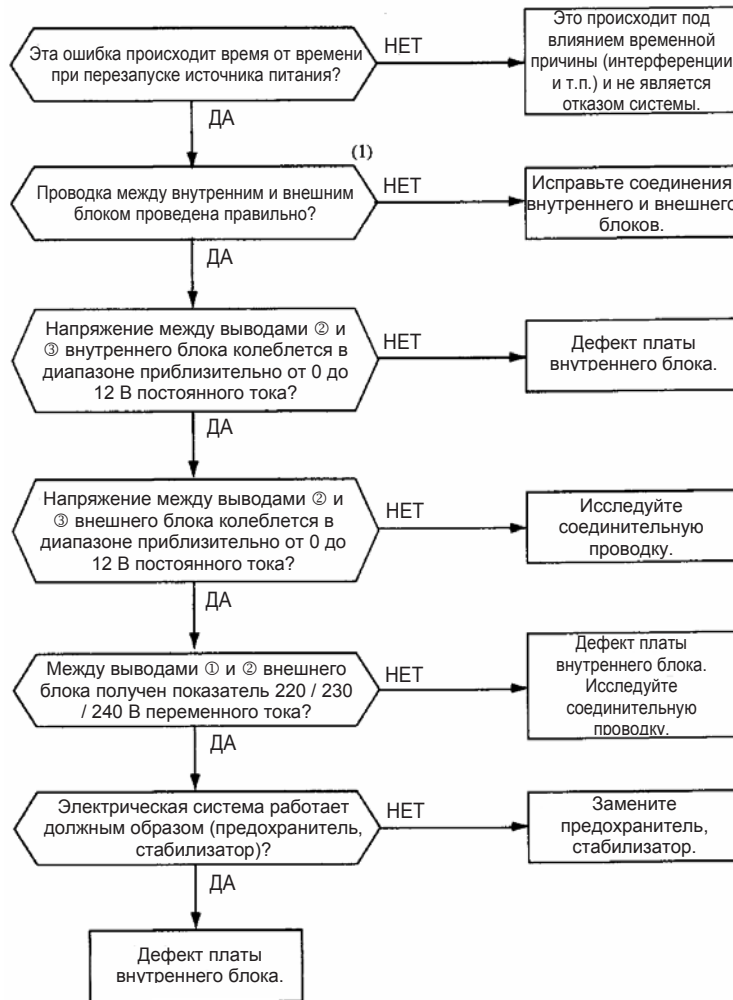 Эта ошибка происходит время от времени
при перезапуске источника питания?
НЕТ
Это происходит под
влиянием временной
причины (интерференции
и т.п.) и не является
отказом системы.
ДА
(1)
Проводка между внутренним и внешним
блоком проведена правильно?
НЕТ
Исправьте соединения
внутреннего и внешнего
блоков.
ДА
Напряжение между выводами ② и
③ внутреннего блока колеблется в
диапазоне приблизительно от 0 до
12 В постоянного тока?
НЕТ
Дефект платы
внутреннего блока.
ДА
Напряжение между выводами ② и
③ внешнего блока колеблется в
диапазоне приблизительно от 0 до
12 В постоянного тока?
НЕТ
Исследуйте
соединительную
проводку.
ДА
Между выводами ① и ② внешнего
блока получен показатель 220 / 230
/ 240 В переменного тока?
Дефект платы
внутреннего блока.
Исследуйте
соединительную
проводку.
ДА
Электрическая система работает
должным образом (предохранитель,
стабилизатор)?
НЕТ
Замените
предохранитель,
стабилизатор.
ДА
Дефект платы
внутреннего блока.